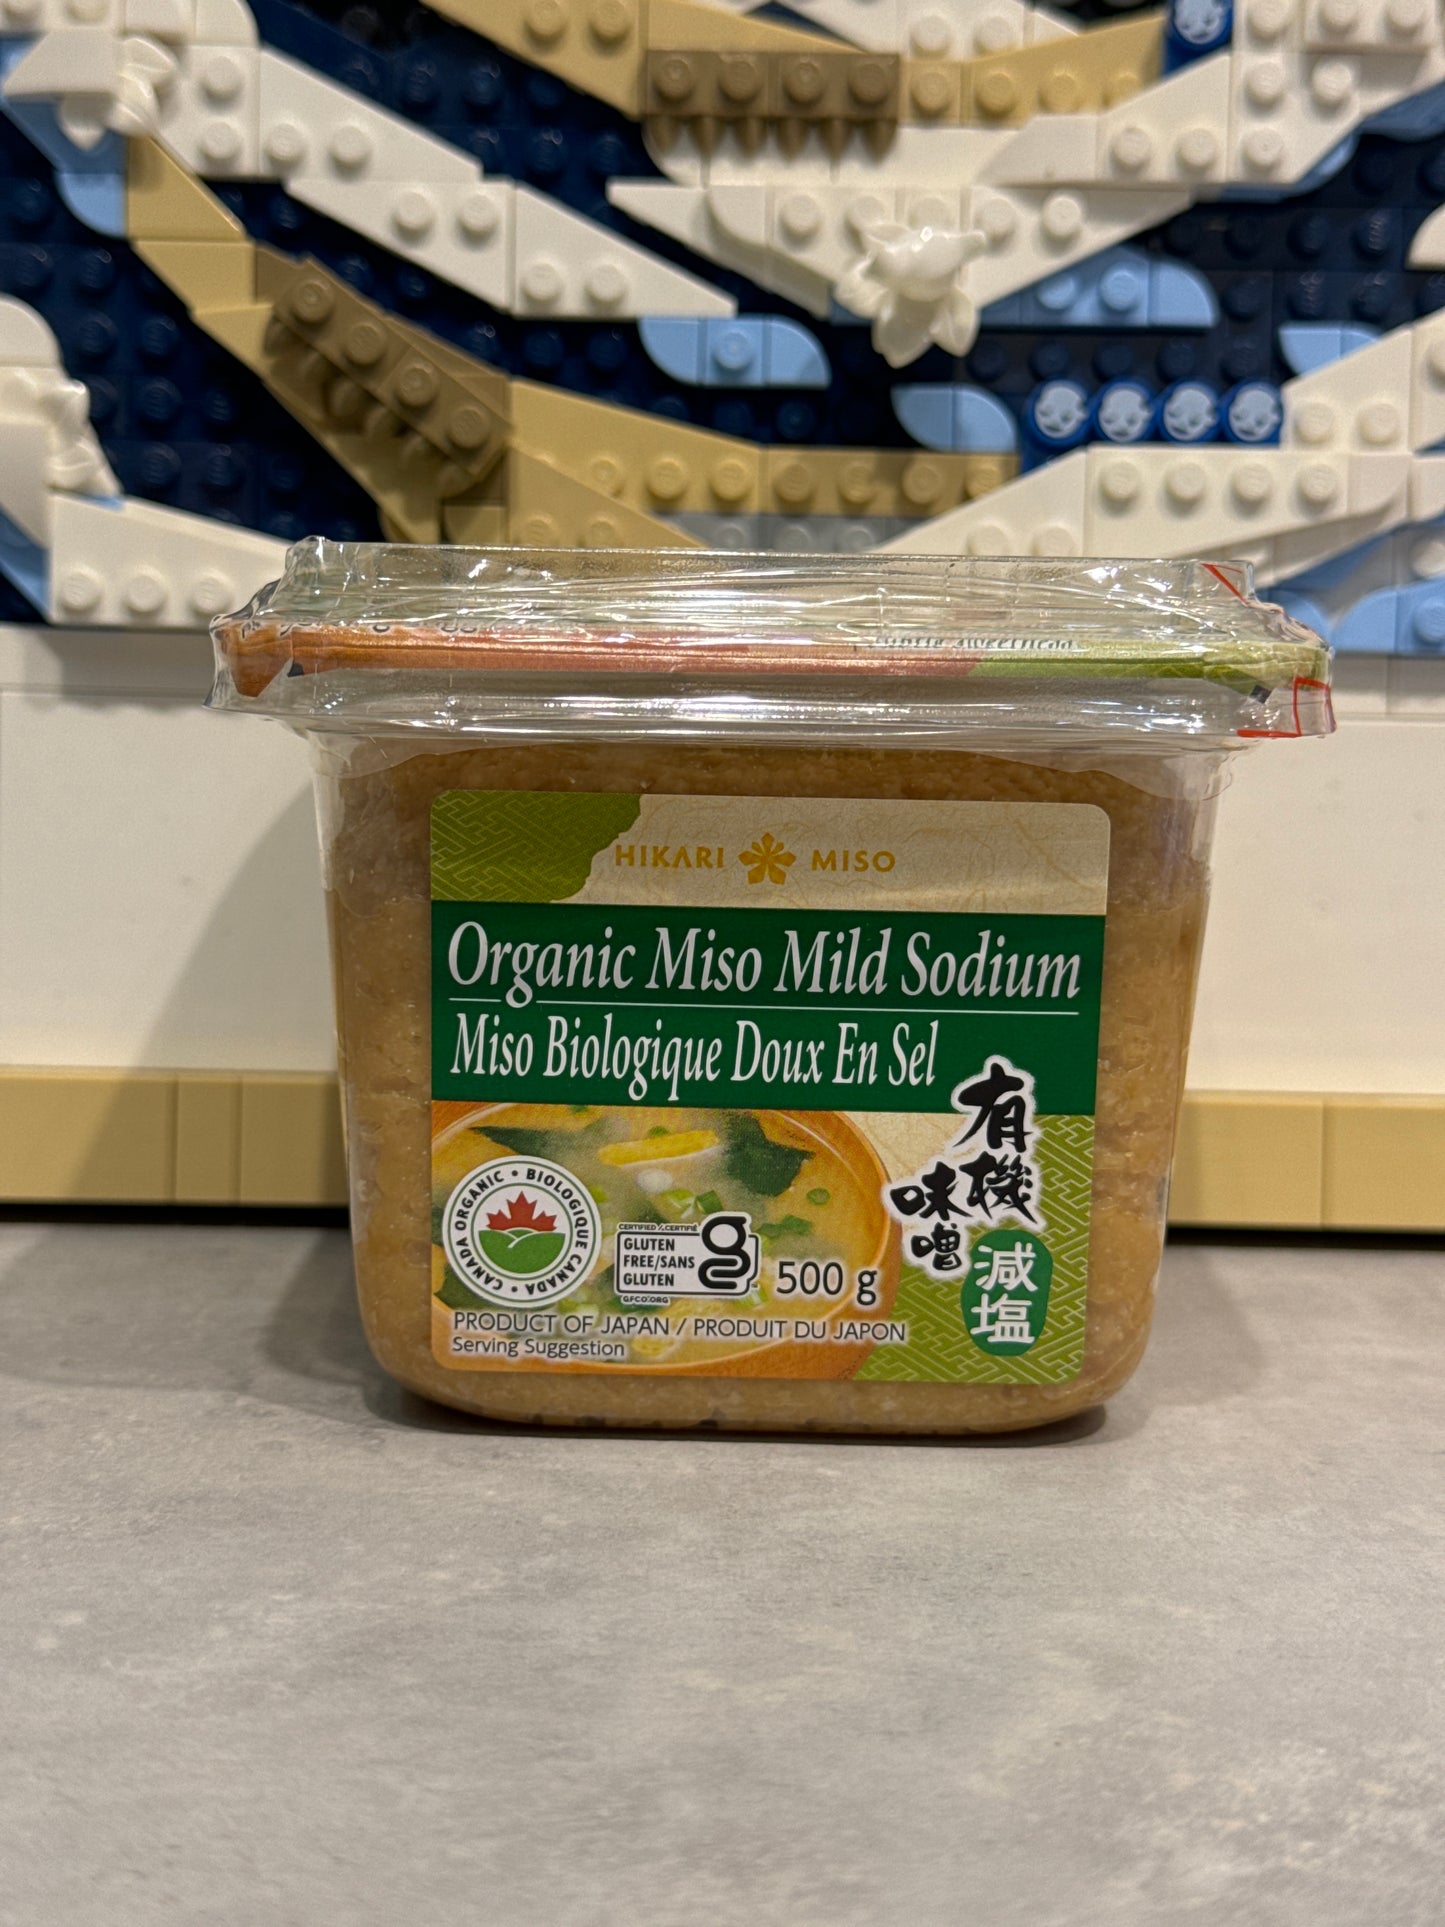 HIKARI MISO
Organic Miso Mild Sodium
Miso Biologique Doux En Sel
有機
味噌
減塩
CANADA ORGANIC • BIOLOGIQUE CANADA •
CERTIFIED / CERTIFIÉ
GLUTEN
FREE/SANS
GLUTEN
GFCO.ORG
500 g
PRODUCT OF JAPAN / PRODUIT DU JAPON
Serving Suggestion